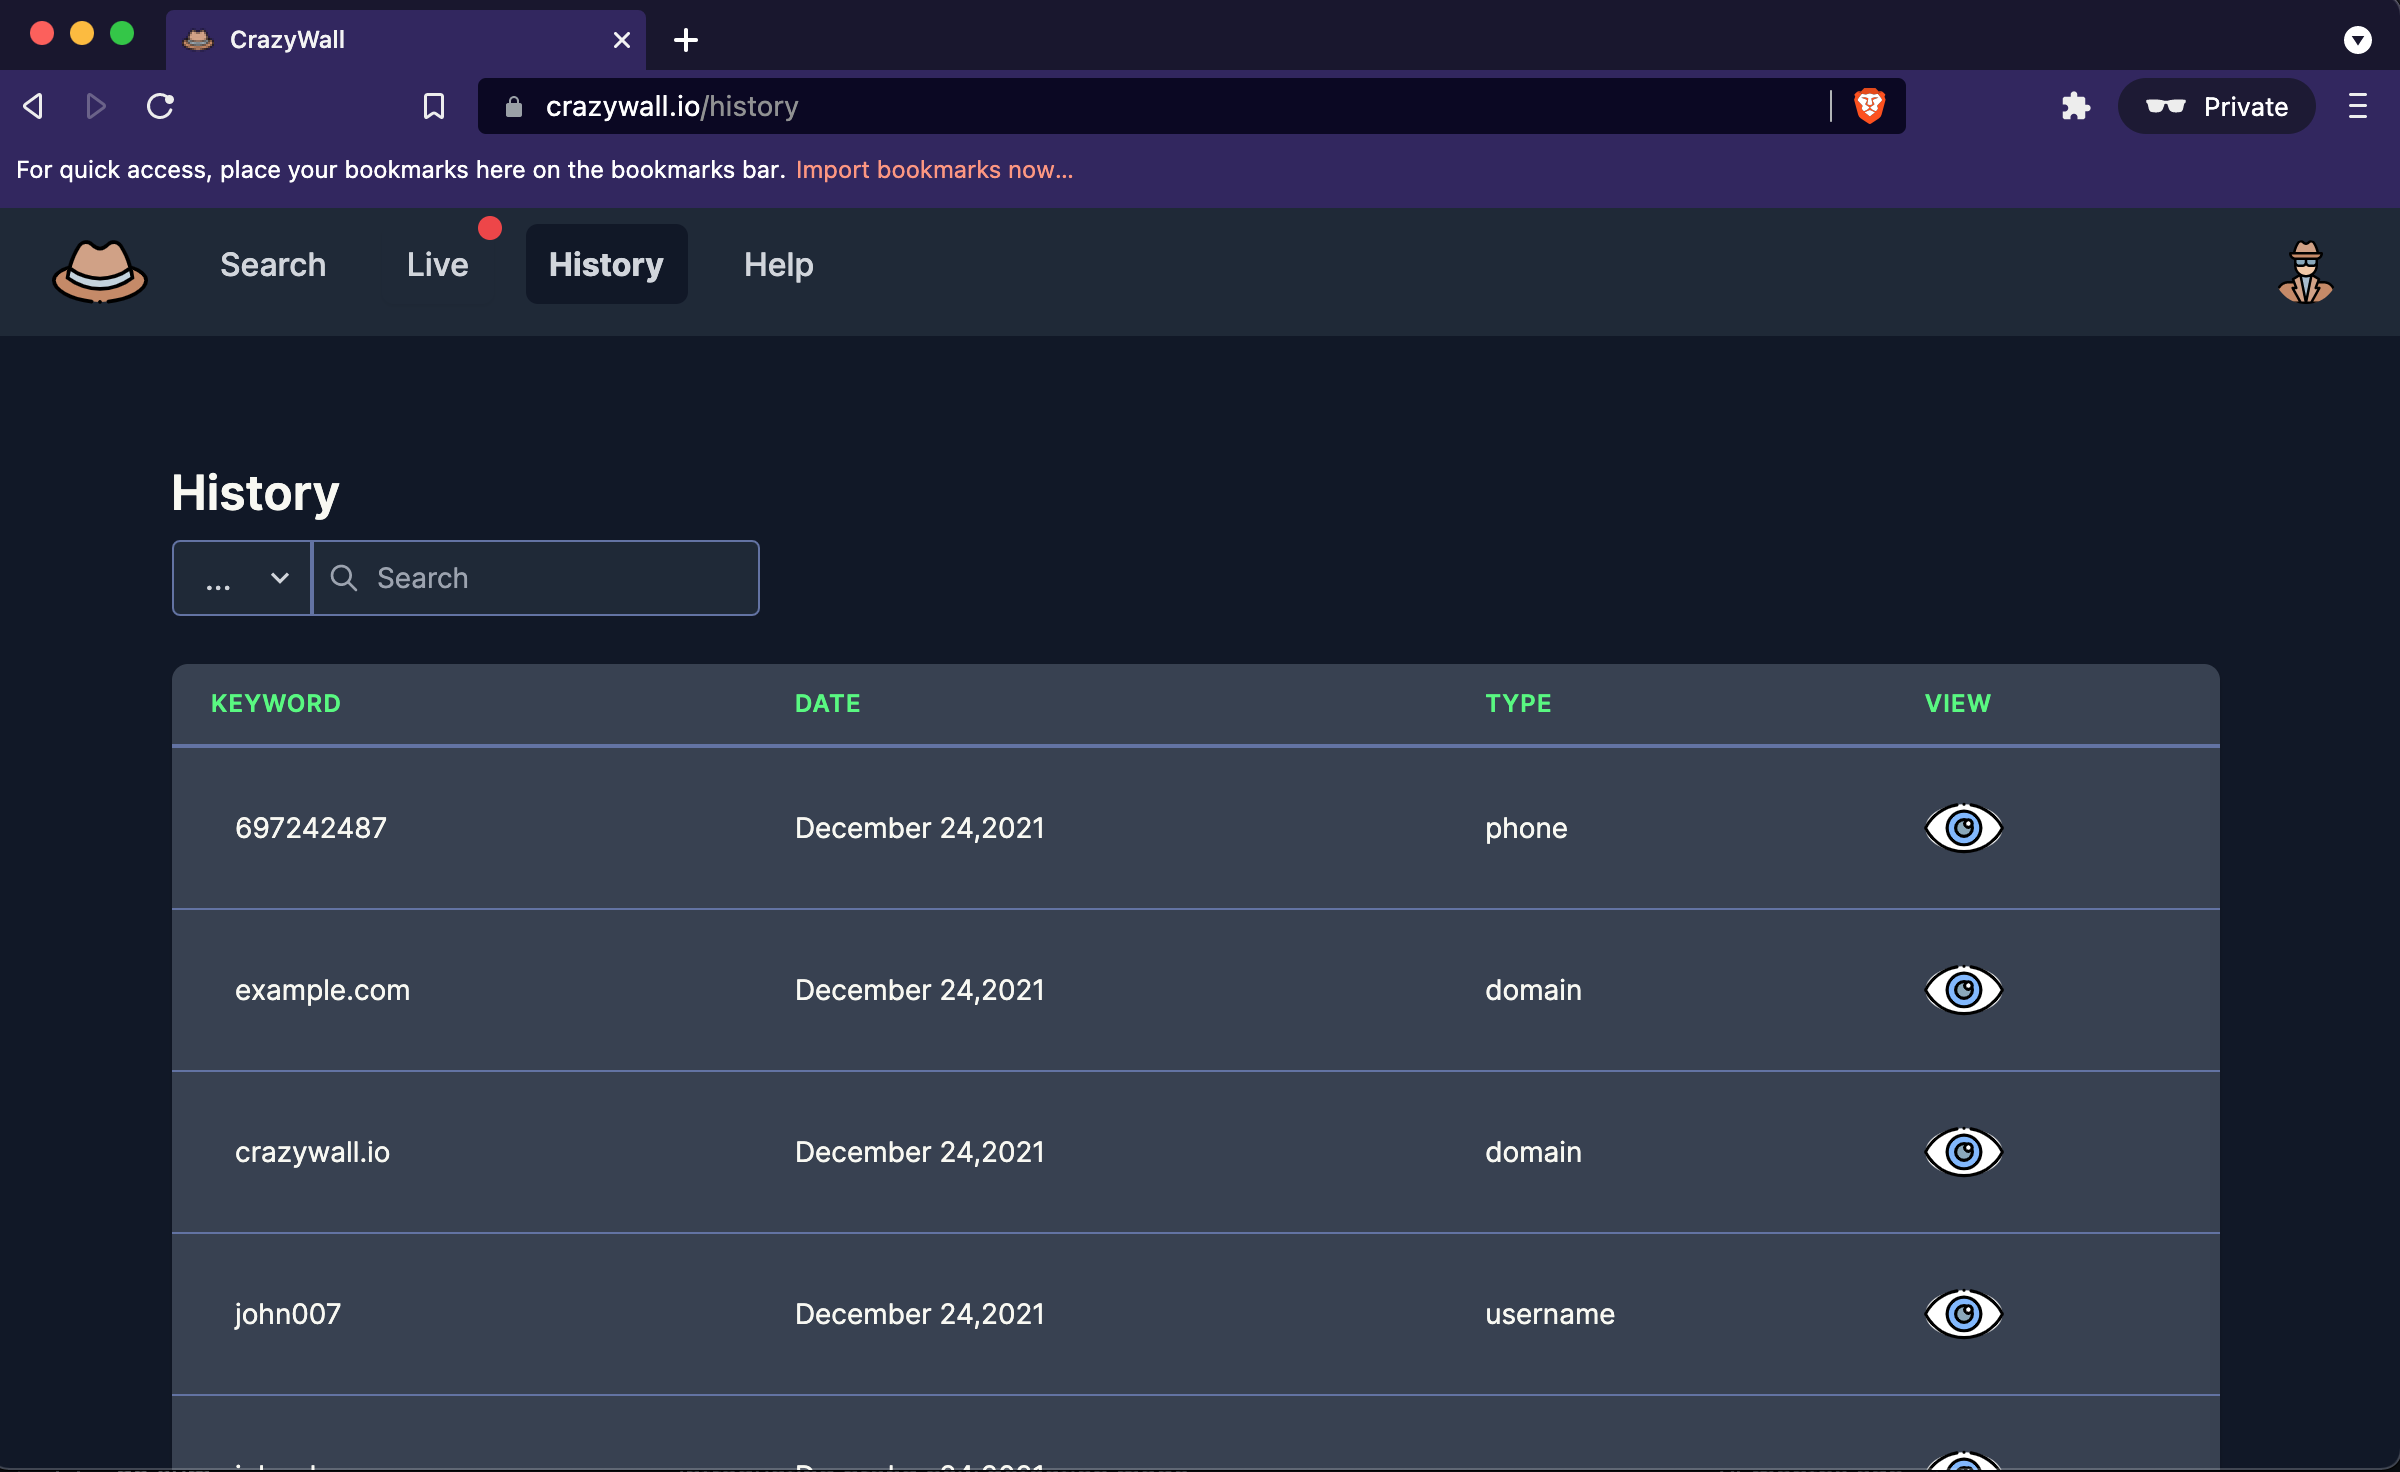 CrazyWall
crazywall.io/history
Private
For quick access, place your bookmarks here on the bookmarks bar. Import bookmarks now...
Search Live History Help
History
... Search
KEYWORD DATE TYPE VIEW
697242487 December 24,2021 phone
example.com December 24,2021 domain
crazywall.io December 24,2021 domain
john007 December 24,2021 username